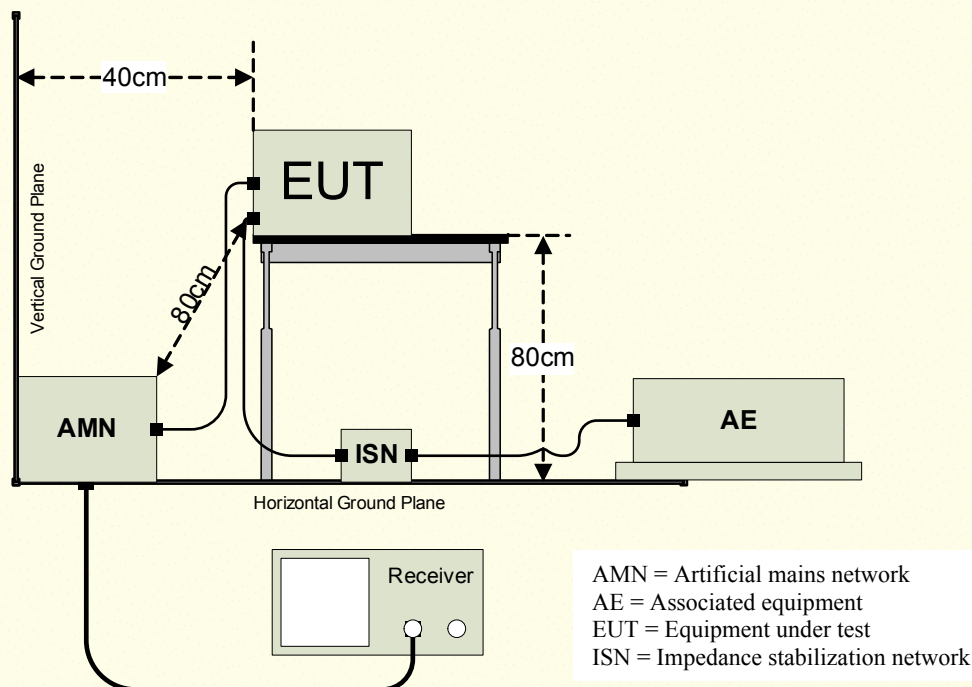 40cm
EUT
Vertical Ground Plane
80cm
80cm
AMN
ISN
AE
Horizontal Ground Plane
Receiver
AMN = Artificial mains network
AE = Associated equipment
EUT = Equipment under test
ISN = Impedance stabilization network